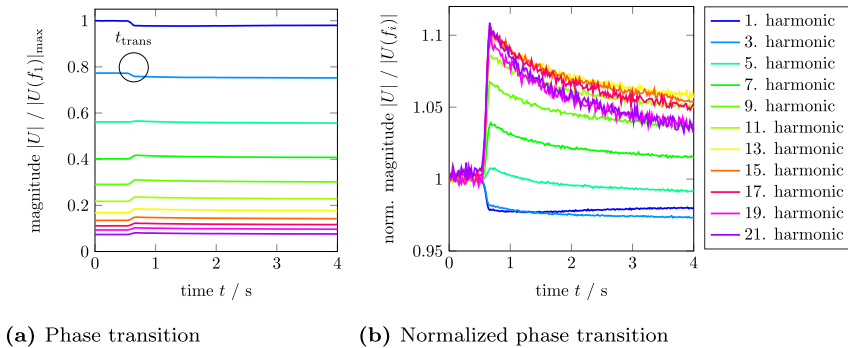 magnitude |U| / |U(f₁)|max
1
0.8
0.6
0.4
0.2
0
t_trans
0 1 2 3 4
time t / s
norm. magnitude |U| / |U(fᵢ)|
1.1
1.05
1
0.95
0 1 2 3 4
time t / s
1. harmonic
3. harmonic
5. harmonic
7. harmonic
9. harmonic
11. harmonic
13. harmonic
15. harmonic
17. harmonic
19. harmonic
21. harmonic
(a) Phase transition
(b) Normalized phase transition